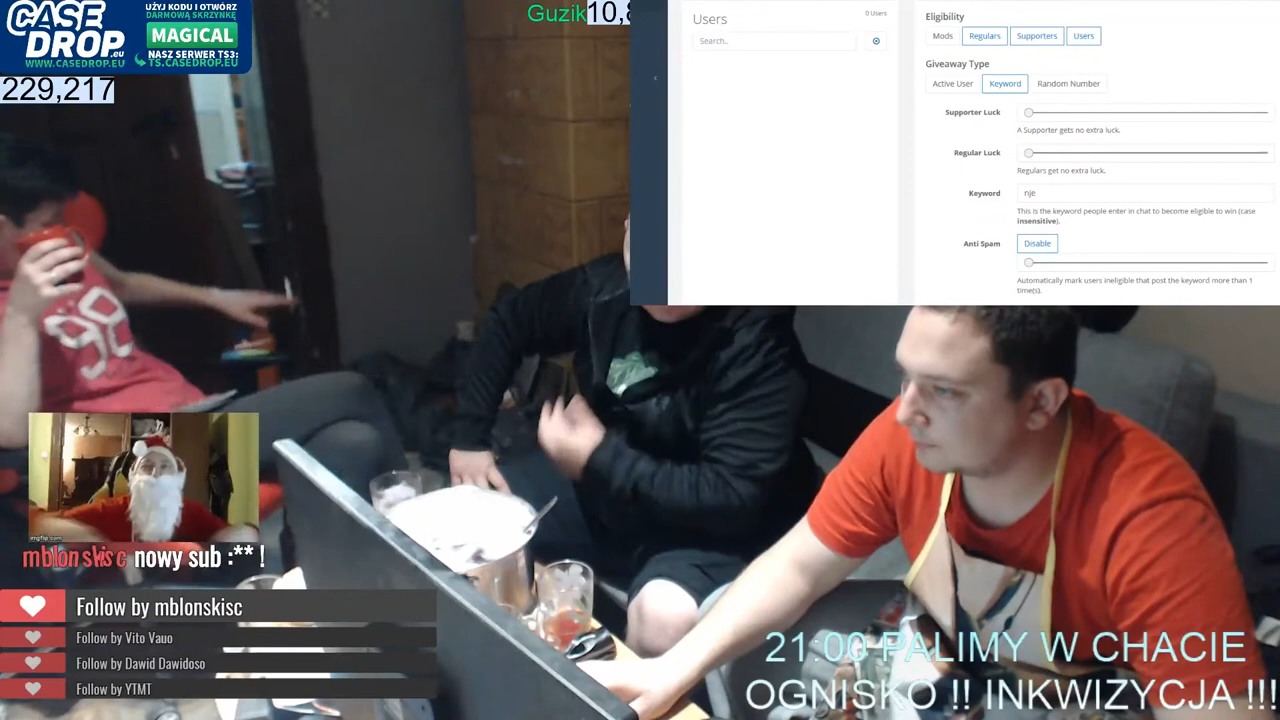 CASE
DROP
.eu
WWW.CASEDROP.EU
UŻYJ KODU I OTWÓRZ
DARMOWĄ SKRZYNKĘ
MAGICAL
NASZ SERWER TS3:
TS.CASEDROP.EU
229,217
Guzik10,8
Users
0 Users
Search..
Eligibility
Mods Regulars Supporters Users
Giveaway Type
Active User Keyword Random Number
Supporter Luck
A Supporter gets no extra luck.
Regular Luck
Regulars get no extra luck.
Keyword nje
This is the keyword people enter in chat to become eligible to win (case
insensitive).
Anti Spam Disable
Automatically mark users ineligible that post the keyword more than 1
time(s).
imgflip.com
mblonskisc nowy sub :** !
Follow by mblonskisc
Follow by Vito Vauo
Follow by Dawid Dawidoso
Follow by YTMT
21:00 PALIMY W CHACIE
OGNISKO !! INKWIZYCJA !!!